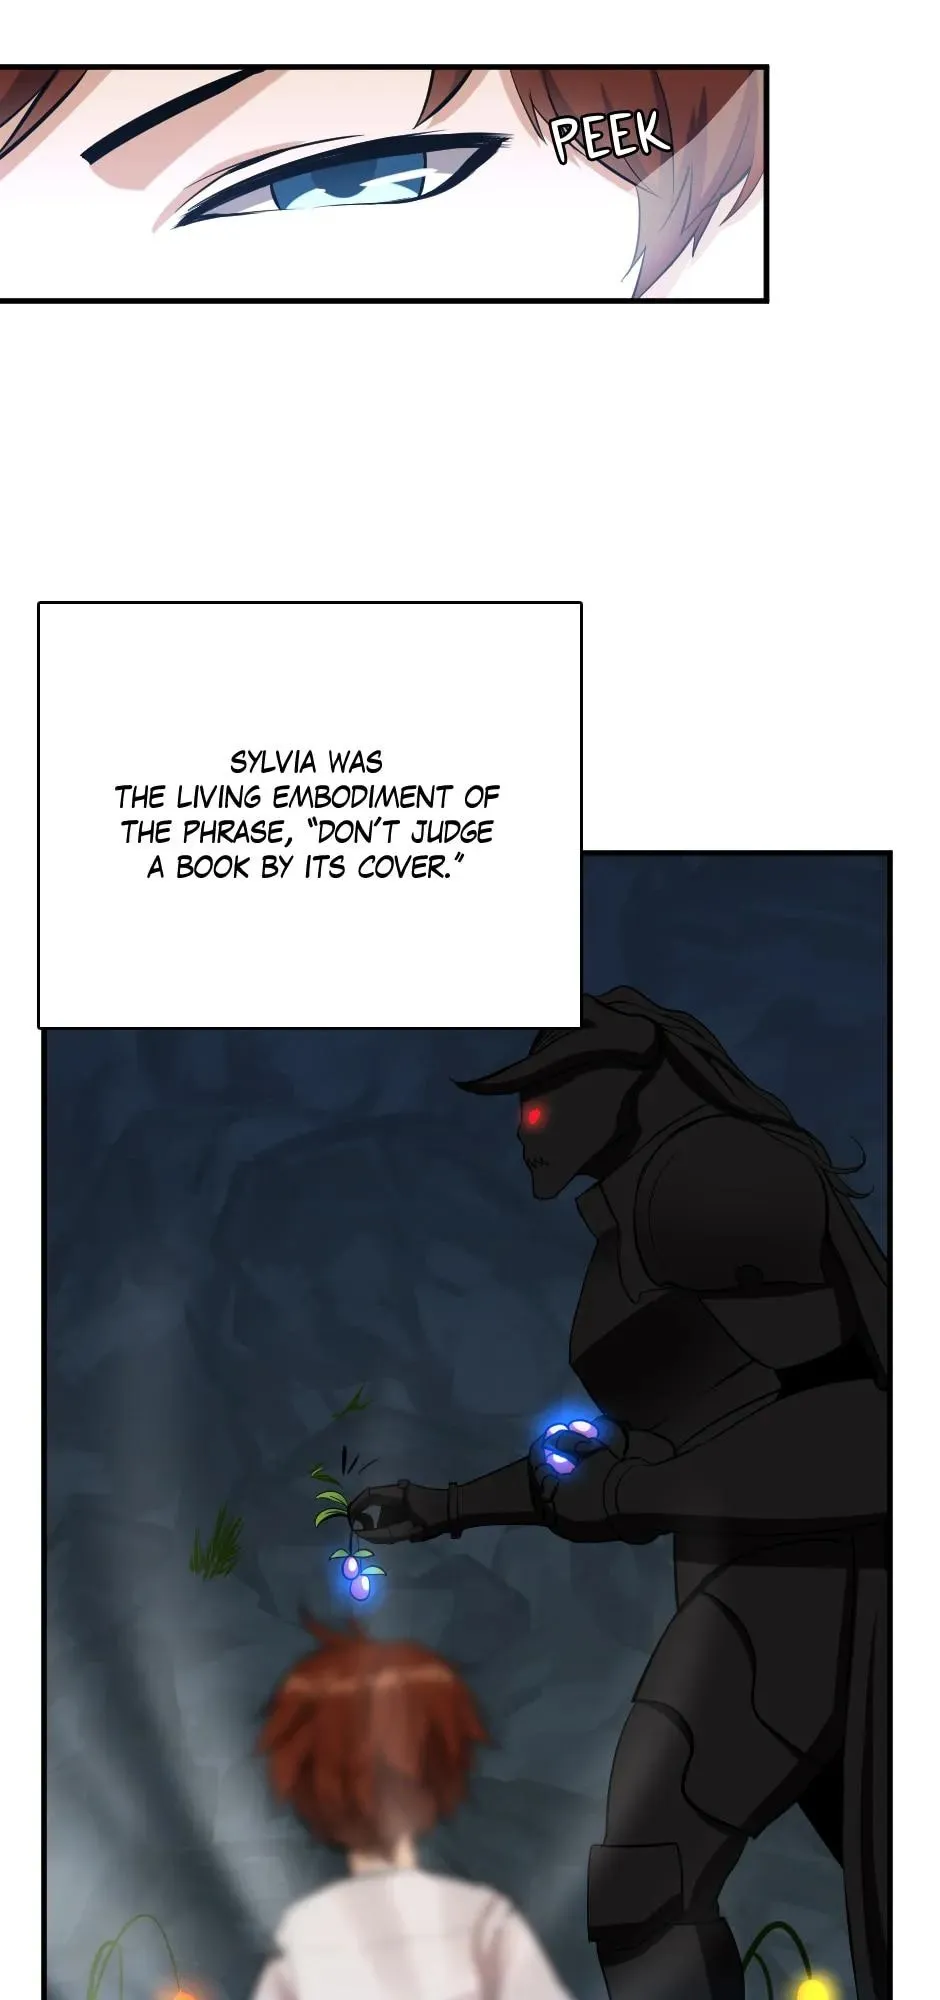 PEEK
SYLVIA WAS
THE LIVING EMBODIMENT OF
THE PHRASE, "DON'T JUDGE
A BOOK BY ITS COVER."